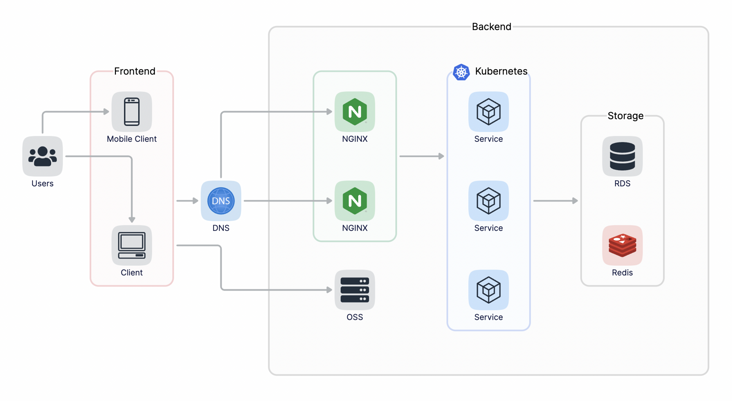 Backend
Frontend
Kubernetes
Mobile Client
NGINX
Service
Storage
Users
RDS
DNS
DNS
NGINX
Service
Client
Redis
OSS
Service